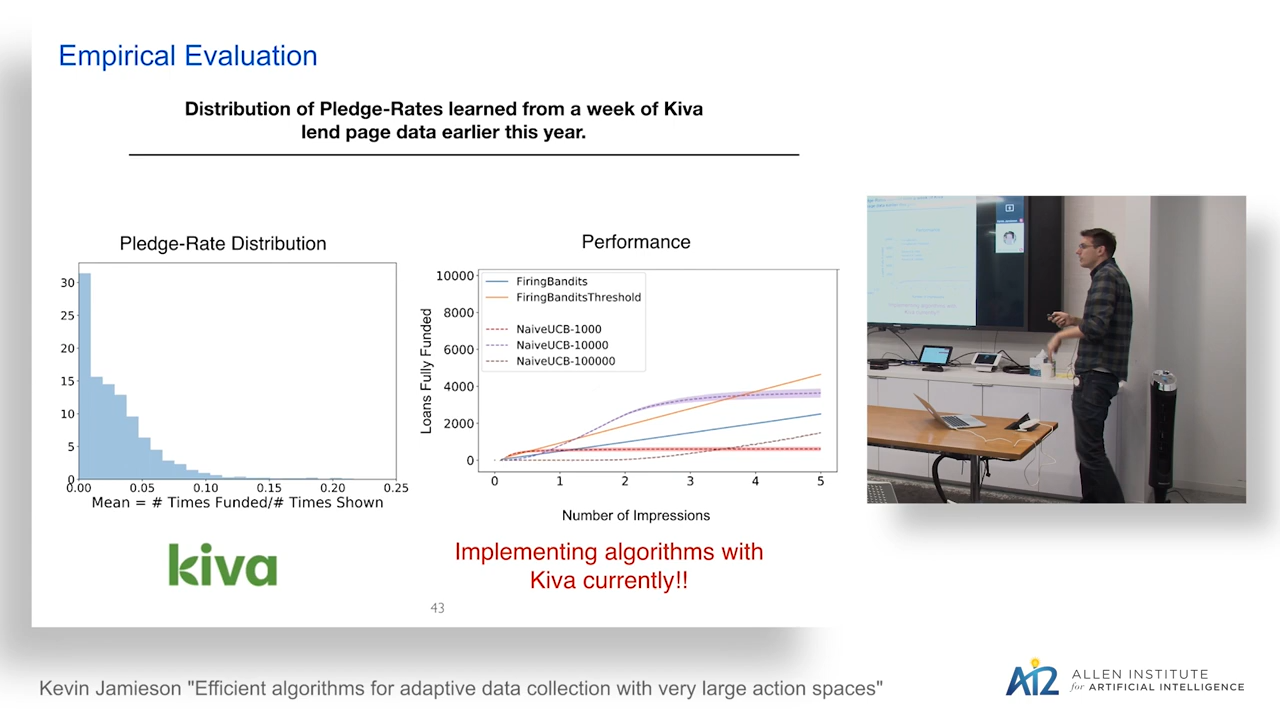 Empirical Evaluation
Distribution of Pledge-Rates learned from a week of Kiva
lend page data earlier this year.
Pledge-Rate Distribution
30
25
20
15
10
5
0
0.00 0.05 0.10 0.15 0.20 0.25
Mean = # Times Funded/# Times Shown
kiva
Performance
Loans Fully Funded
10000
8000
6000
4000
2000
0
FiringBandits
FiringBanditsThreshold
NaiveUCB-1000
NaiveUCB-10000
NaiveUCB-100000
0 1 2 3 4 5
Number of Impressions
Implementing algorithms with
Kiva currently!!
43
Kevin Jamieson "Efficient algorithms for adaptive data collection with very large action spaces"
AI2
ALLEN INSTITUTE
for ARTIFICIAL INTELLIGENCE